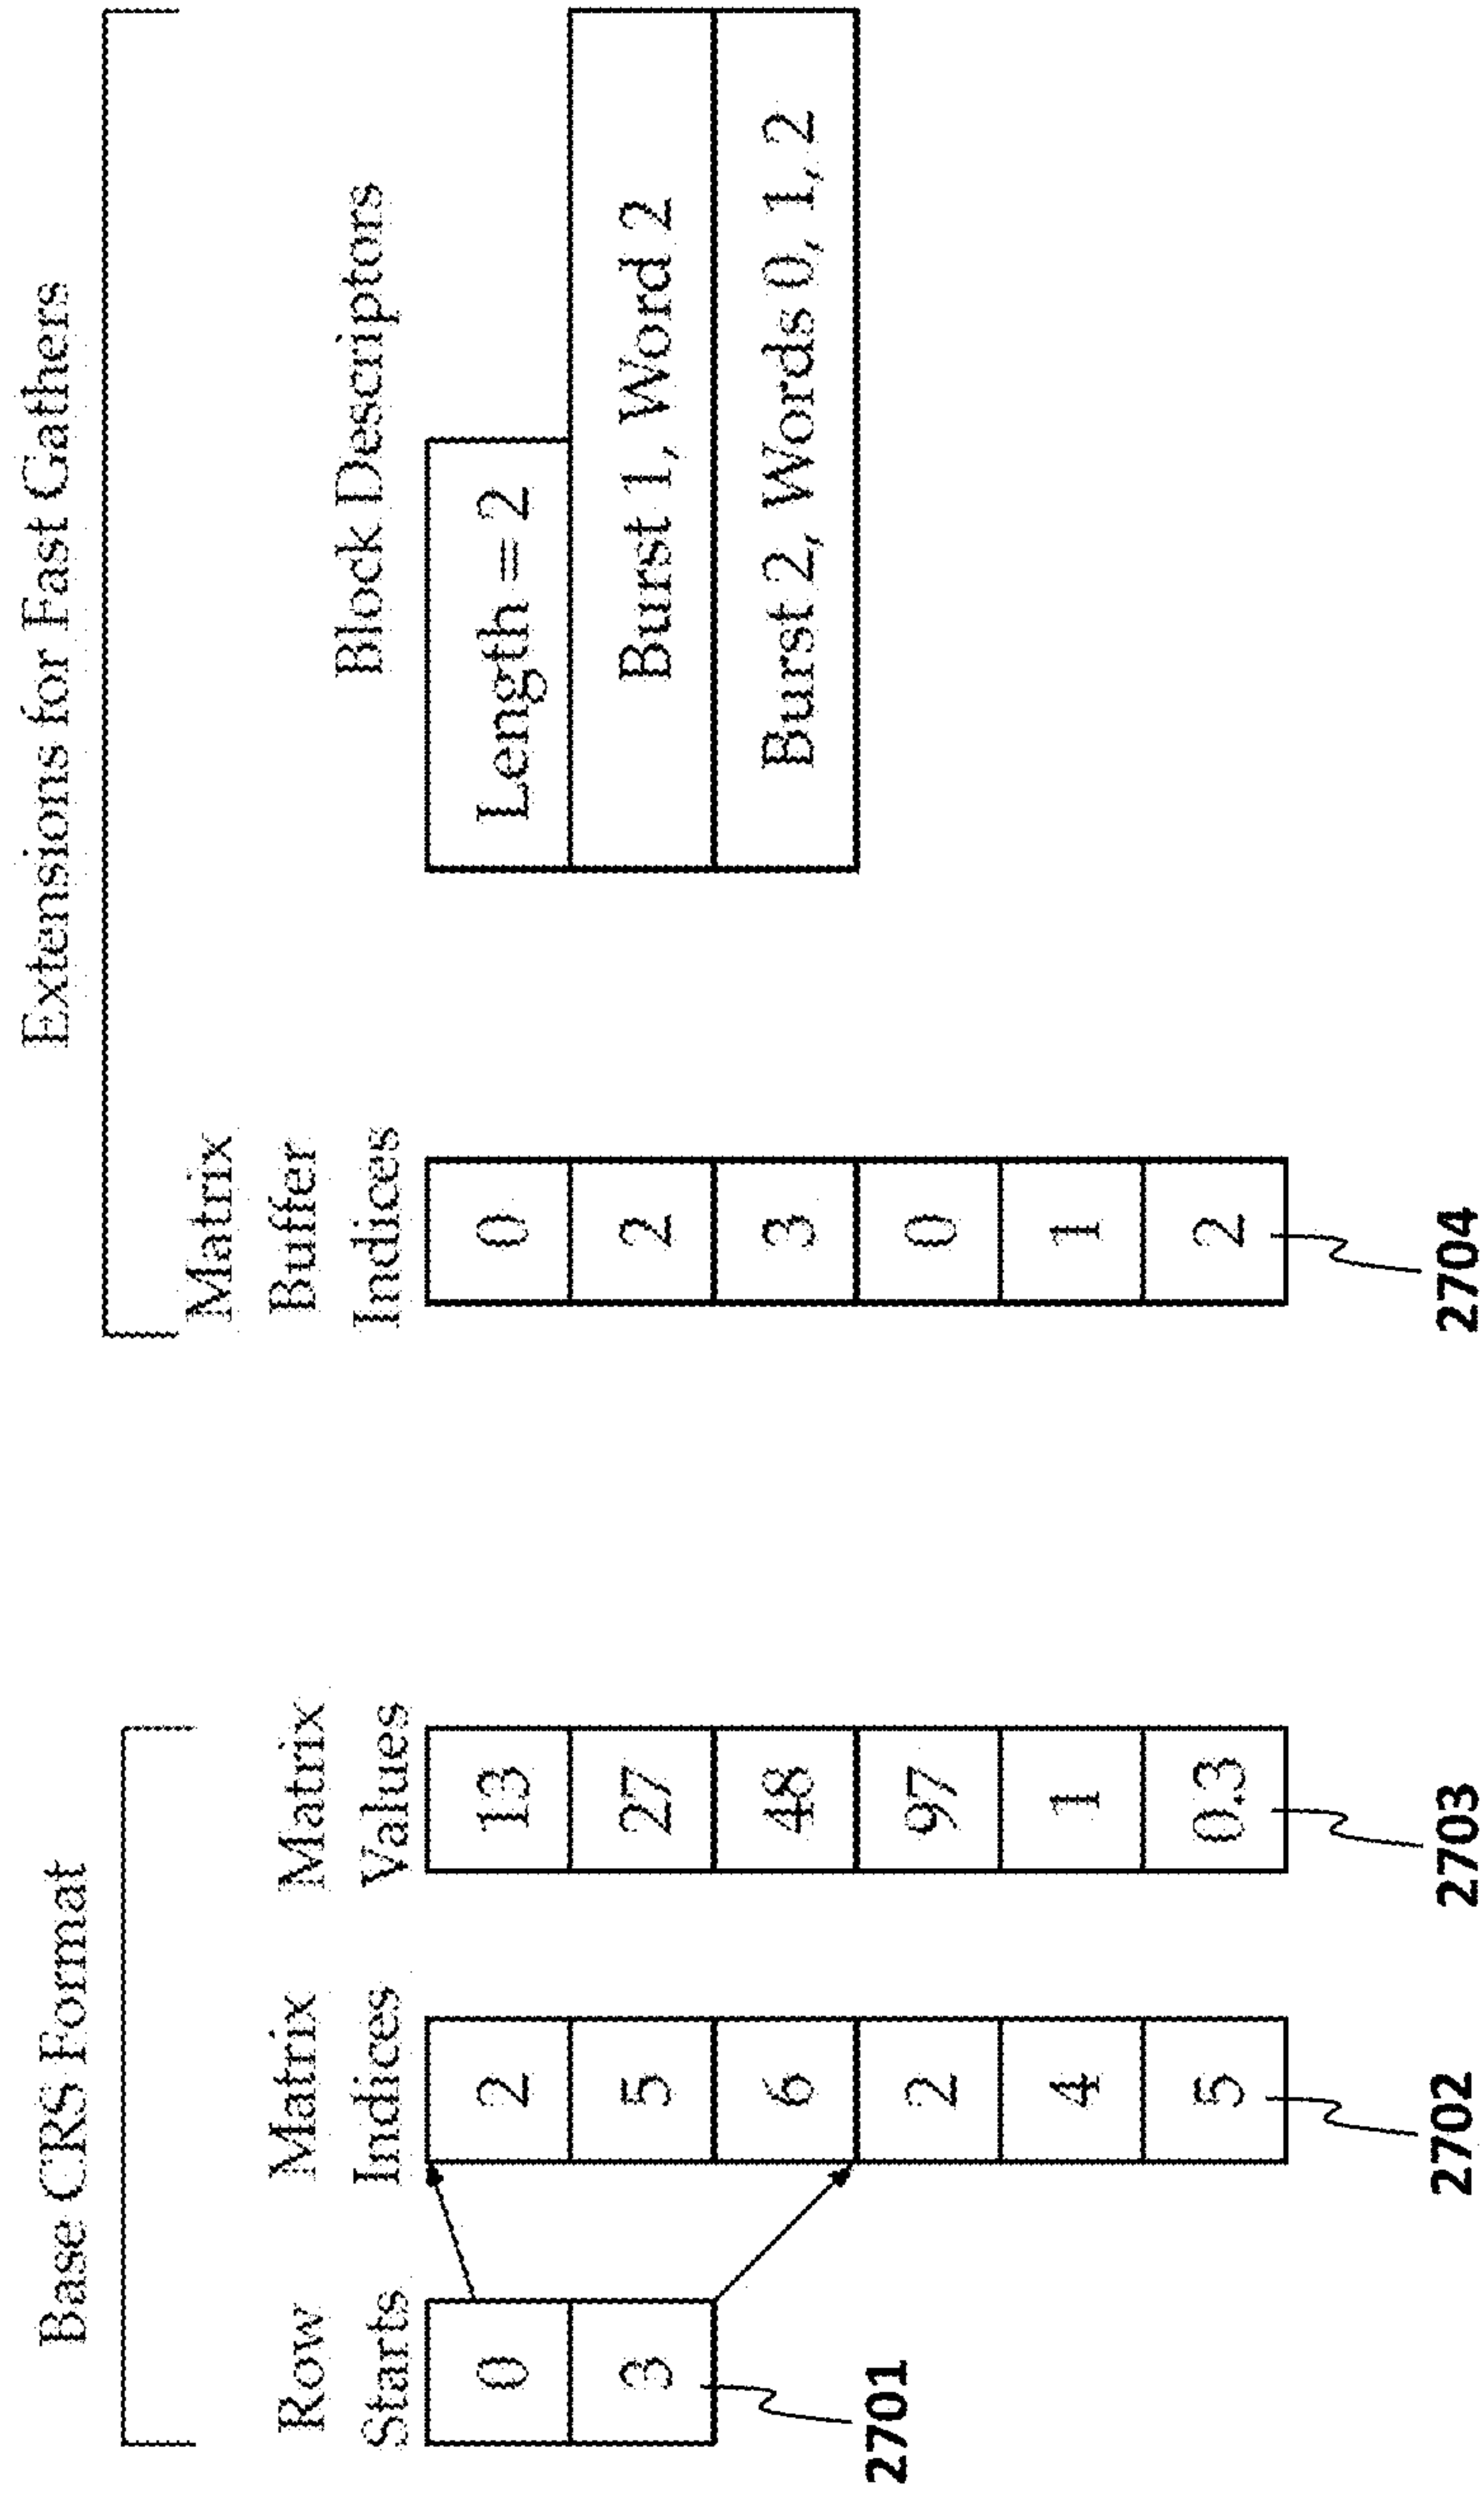 Base CRS Format
Extensions for Fast Gathers
Row
Starts
Matrix
Indices
Matrix
Values
Matrix
Buffer
Indices
Block Descriptors
0
3
2
5
6
2
4
5
13
27
48
97
1
0.3
0
2
3
0
1
2
Length = 2
Burst 1, Word 2
Burst 2, Words 0, 1, 2
2701
2702
2703
2704